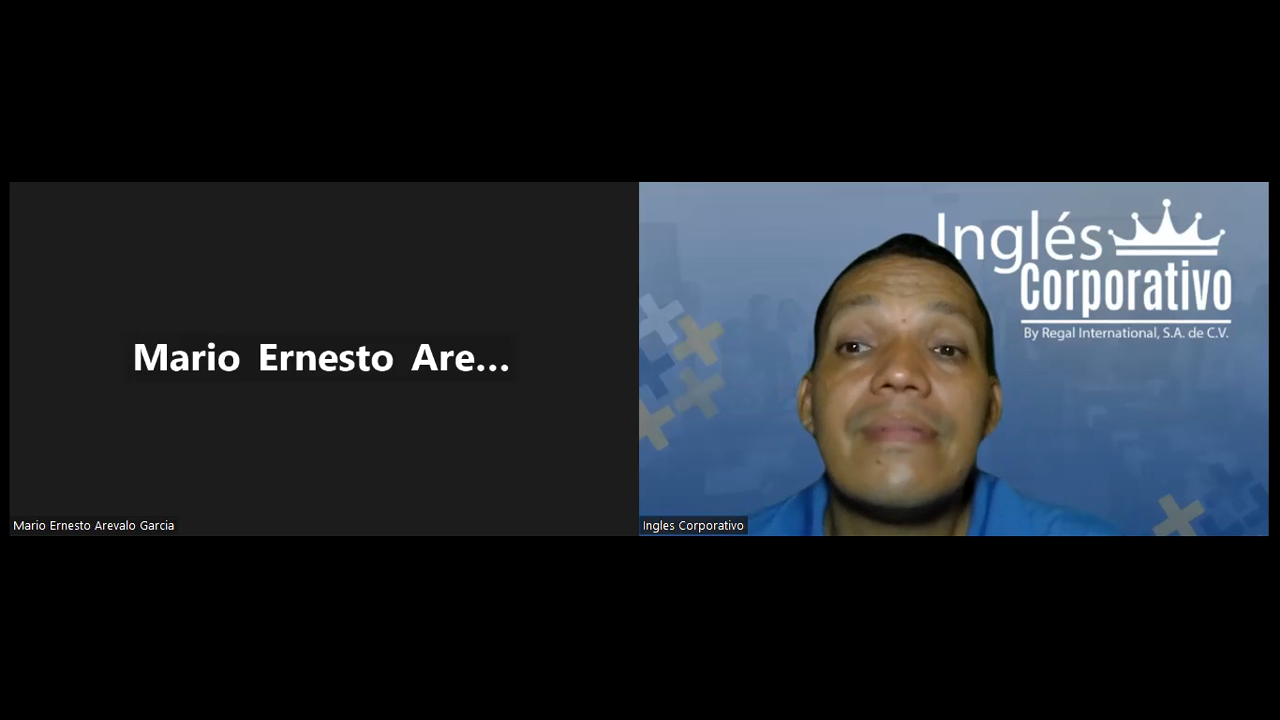 Mario Ernesto Are...
Mario Ernesto Arevalo Garcia
Inglés
Corporativo
By Regal International, S.A. de C.V.
Ingles Corporativo